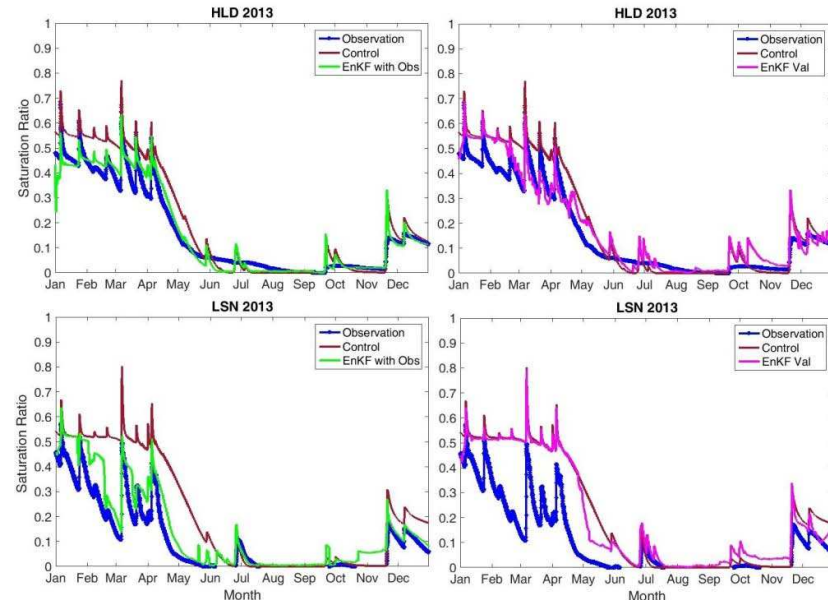 HLD 2013
Observation
Control
EnKF with Obs
Saturation Ratio
1
0.9
0.8
0.7
0.6
0.5
0.4
0.3
0.2
0.1
0
Jan Feb Mar Apr May Jun Jul Aug Sep Oct Nov Dec
HLD 2013
Observation
Control
EnKF Val
1
0.9
0.8
0.7
0.6
0.5
0.4
0.3
0.2
0.1
0
Jan Feb Mar Apr May Jun Jul Aug Sep Oct Nov Dec
LSN 2013
Observation
Control
EnKF with Obs
Saturation Ratio
1
0.9
0.8
0.7
0.6
0.5
0.4
0.3
0.2
0.1
0
Jan Feb Mar Apr May Jun Jul Aug Sep Oct Nov Dec
Month
LSN 2013
Observation
Control
EnKF Val
1
0.9
0.8
0.7
0.6
0.5
0.4
0.3
0.2
0.1
0
Jan Feb Mar Apr May Jun Jul Aug Sep Oct Nov Dec
Month